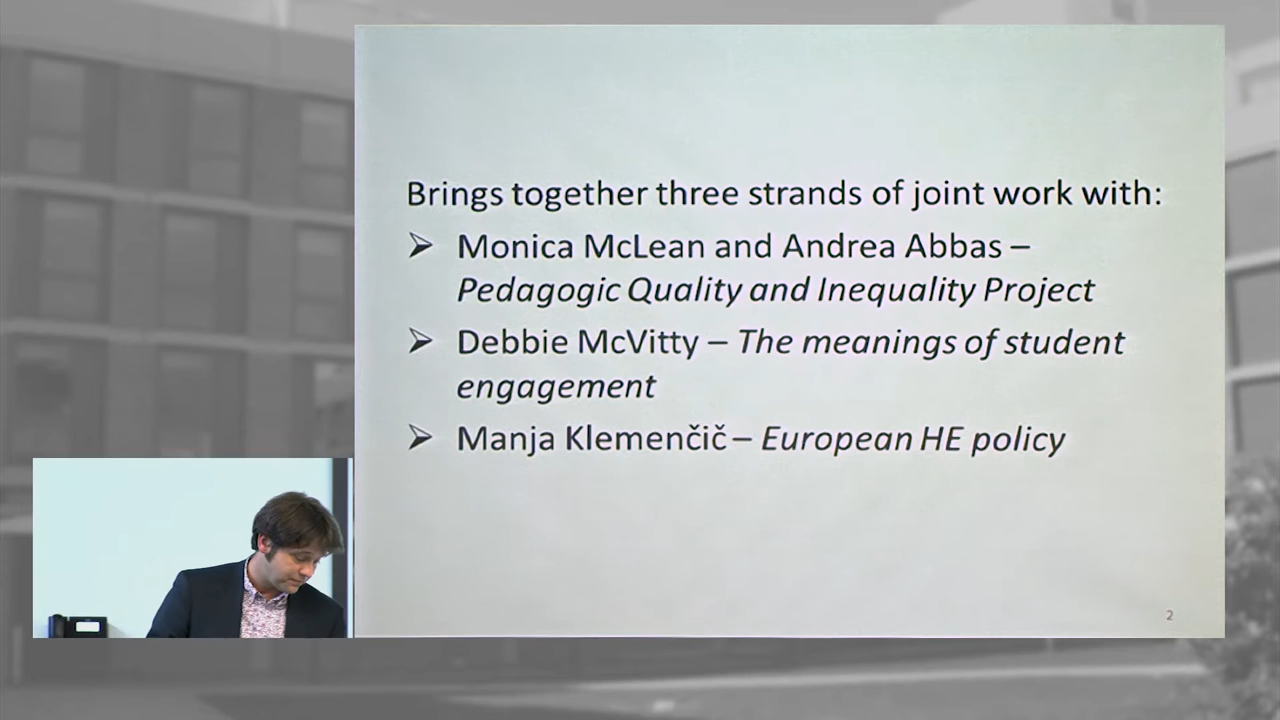 Brings together three strands of joint work with:
➢ Monica McLean and Andrea Abbas –
Pedagogic Quality and Inequality Project
➢ Debbie McVitty – The meanings of student
engagement
➢ Manja Klemenčič – European HE policy
2